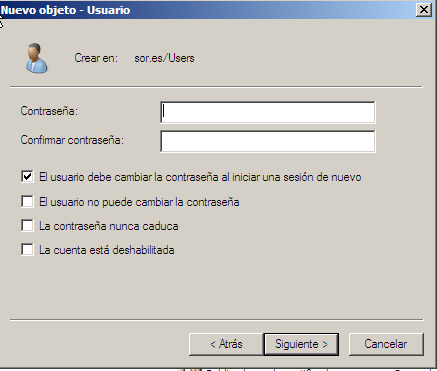 Nuevo objeto - Usuario
Crear en: sor.es/Users
Contraseña:
Confirmar contraseña:
El usuario debe cambiar la contraseña al iniciar una sesión de nuevo
El usuario no puede cambiar la contraseña
La contraseña nunca caduca
La cuenta está deshabilitada
< Atrás Siguiente > Cancelar